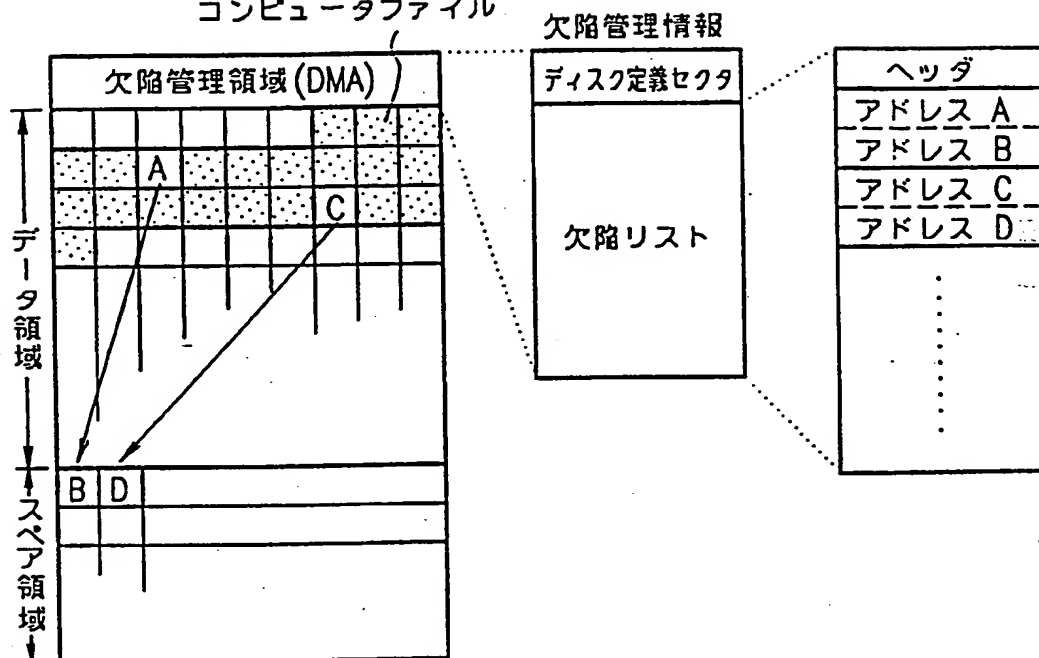 コンピュータファイル
欠陥管理領域(DMA)
A
C
データ領域
B D
スペア領域
欠陥管理情報
ディスク定義セクタ
欠陥リスト
ヘッダ
アドレス A
アドレス B
アドレス C
アドレス D